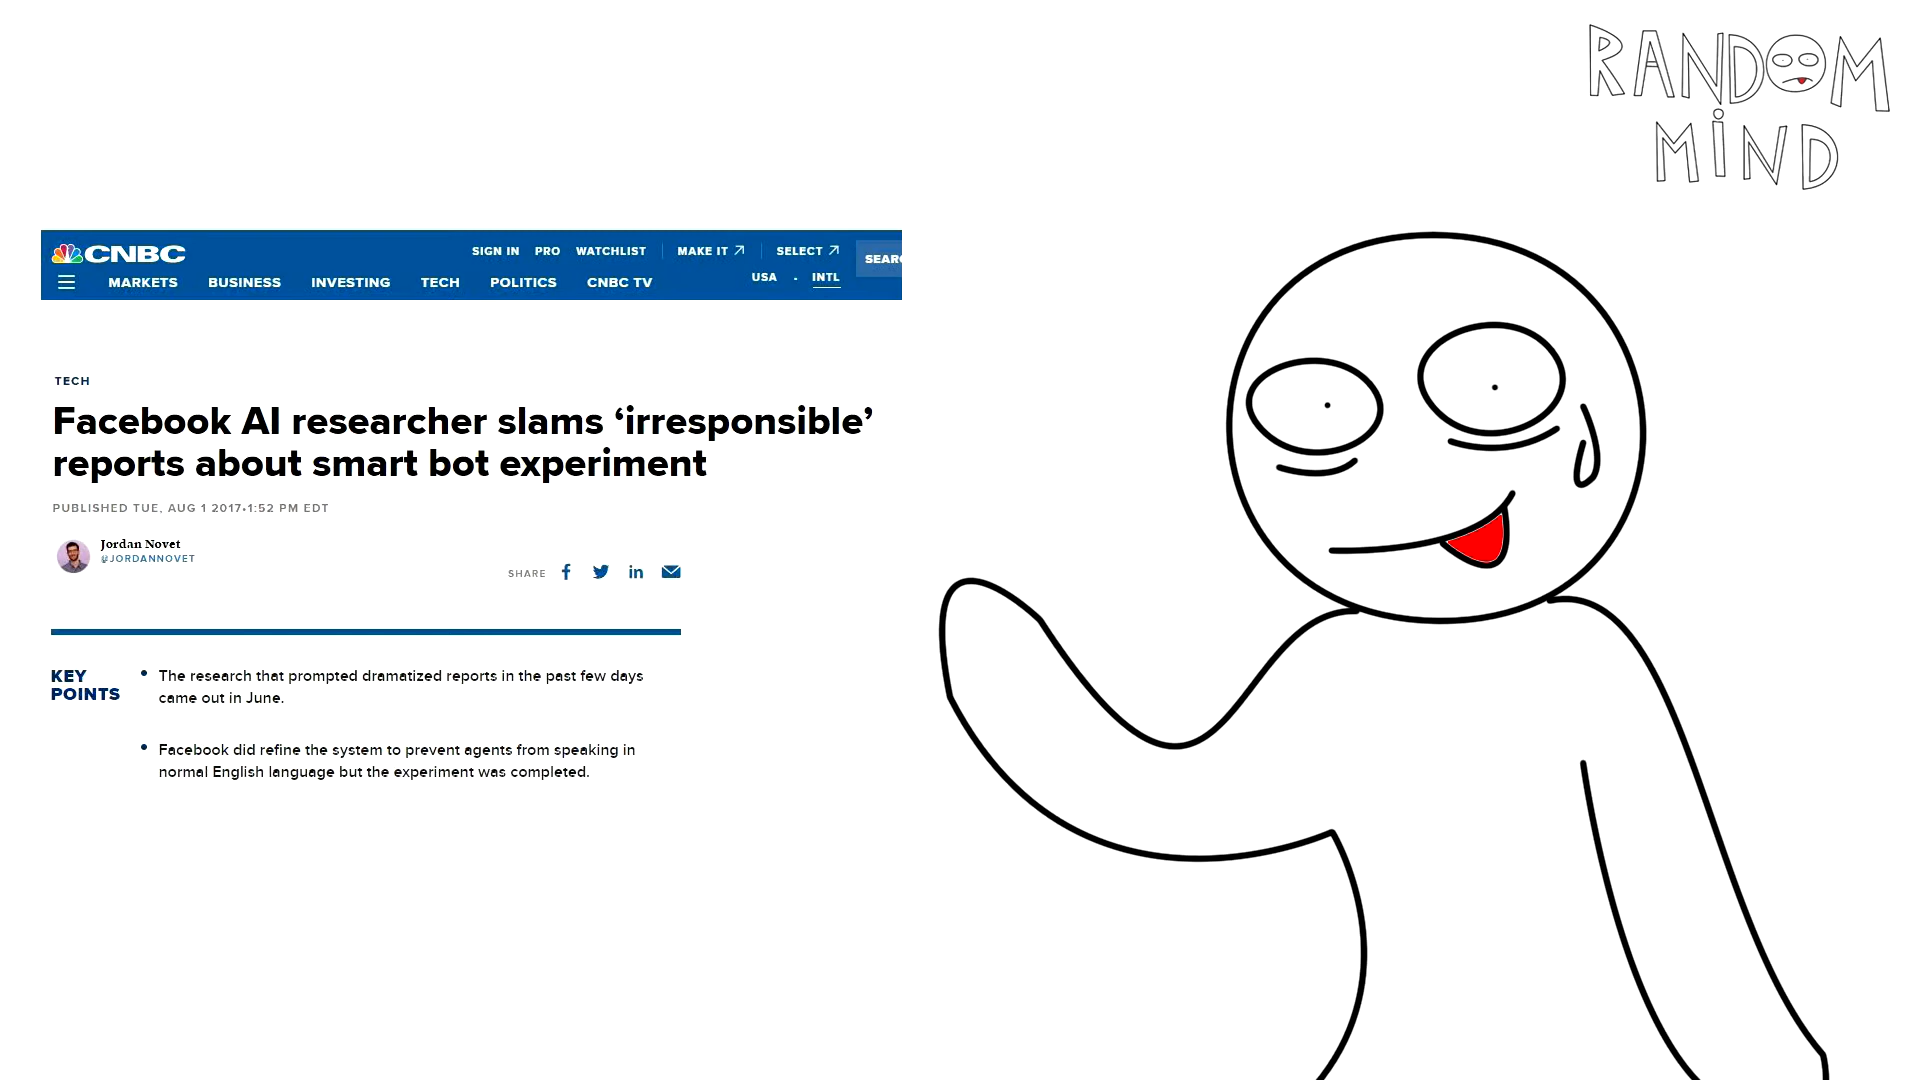 RANDOM
MIND
CNBC
SIGN IN PRO WATCHLIST MAKE IT SELECT
USA - INTL
MARKETS BUSINESS INVESTING TECH POLITICS CNBC TV
TECH
Facebook AI researcher slams ‘irresponsible’
reports about smart bot experiment
PUBLISHED TUE, AUG 1 2017•1:52 PM EDT
Jordan Novet
@JORDANNOVET
SHARE
KEY
POINTS
• The research that prompted dramatized reports in the past few days
came out in June.
• Facebook did refine the system to prevent agents from speaking in
normal English language but the experiment was completed.